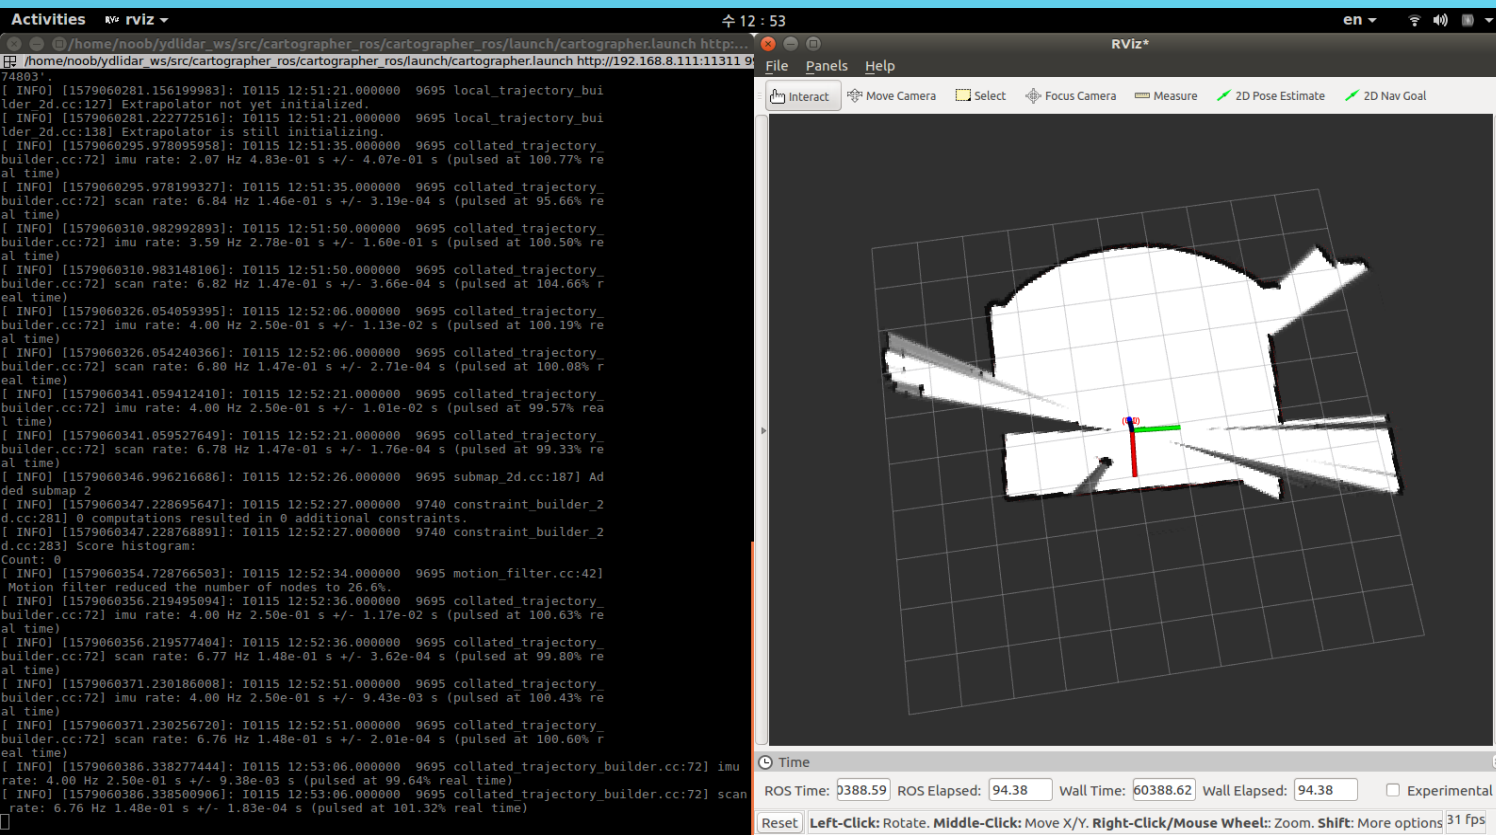 Activities rviz 수 12 : 53 en
/home/noob/ydlidar_ws/src/cartographer_ros/cartographer_ros/launch/cartographer.launch http:...
/home/noob/ydlidar_ws/src/cartographer_ros/cartographer_ros/launch/cartographer.launch http://192.168.8.111:11311
74803'.
[ INFO] [1579060281.156199983]: I0115 12:51:21.000000  9695 local_trajectory_bui
lder_2d.cc:127] Extrapolator not yet initialized.
[ INFO] [1579060281.222772516]: I0115 12:51:21.000000  9695 local_trajectory_bui
lder_2d.cc:138] Extrapolator is still initializing.
[ INFO] [1579060295.978095958]: I0115 12:51:35.000000  9695 collated_trajectory_
builder.cc:72] imu rate: 2.07 Hz 4.83e-01 s +/- 4.07e-01 s (pulsed at 100.77% re
al time)
[ INFO] [1579060295.978199327]: I0115 12:51:35.000000  9695 collated_trajectory_
builder.cc:72] scan rate: 6.84 Hz 1.46e-01 s +/- 3.19e-04 s (pulsed at 95.66% re
al time)
[ INFO] [1579060310.982992893]: I0115 12:51:50.000000  9695 collated_trajectory_
builder.cc:72] imu rate: 3.59 Hz 2.78e-01 s +/- 1.60e-01 s (pulsed at 100.50% re
al time)
[ INFO] [1579060310.983148106]: I0115 12:51:50.000000  9695 collated_trajectory_
builder.cc:72] scan rate: 6.82 Hz 1.47e-01 s +/- 3.66e-04 s (pulsed at 104.66% r
eal time)
[ INFO] [1579060326.054059395]: I0115 12:52:06.000000  9695 collated_trajectory_
builder.cc:72] imu rate: 4.00 Hz 2.50e-01 s +/- 1.13e-02 s (pulsed at 100.19% re
al time)
[ INFO] [1579060326.054240366]: I0115 12:52:06.000000  9695 collated_trajectory_
builder.cc:72] scan rate: 6.80 Hz 1.47e-01 s +/- 2.71e-04 s (pulsed at 100.08% r
eal time)
[ INFO] [1579060341.059412410]: I0115 12:52:21.000000  9695 collated_trajectory_
builder.cc:72] imu rate: 4.00 Hz 2.50e-01 s +/- 1.01e-02 s (pulsed at 99.57% rea
l time)
[ INFO] [1579060341.059527649]: I0115 12:52:21.000000  9695 collated_trajectory_
builder.cc:72] scan rate: 6.78 Hz 1.47e-01 s +/- 1.76e-04 s (pulsed at 99.33% re
al time)
[ INFO] [1579060346.996216686]: I0115 12:52:26.000000  9695 submap_2d.cc:187] Ad
ded submap 2
[ INFO] [1579060347.228695647]: I0115 12:52:27.000000  9740 constraint_builder_2
d.cc:281] 0 computations resulted in 0 additional constraints.
[ INFO] [1579060347.228768891]: I0115 12:52:27.000000  9740 constraint_builder_2
d.cc:283] Score histogram:
Count: 0
[ INFO] [1579060354.728766503]: I0115 12:52:34.000000  9695 motion_filter.cc:42]
 Motion filter reduced the number of nodes to 26.6%.
[ INFO] [1579060356.219495094]: I0115 12:52:36.000000  9695 collated_trajectory_
builder.cc:72] imu rate: 4.00 Hz 2.50e-01 s +/- 1.17e-02 s (pulsed at 100.63% re
al time)
[ INFO] [1579060356.219577404]: I0115 12:52:36.000000  9695 collated_trajectory_
builder.cc:72] scan rate: 6.77 Hz 1.48e-01 s +/- 3.62e-04 s (pulsed at 99.80% re
al time)
[ INFO] [1579060371.230186008]: I0115 12:52:51.000000  9695 collated_trajectory_
builder.cc:72] imu rate: 4.00 Hz 2.50e-01 s +/- 9.43e-03 s (pulsed at 100.43% re
al time)
[ INFO] [1579060371.230256720]: I0115 12:52:51.000000  9695 collated_trajectory_
builder.cc:72] scan rate: 6.76 Hz 1.48e-01 s +/- 2.01e-04 s (pulsed at 100.60% r
eal time)
[ INFO] [1579060386.338277444]: I0115 12:53:06.000000  9695 collated_trajectory_builder.cc:72] imu
rate: 4.00 Hz 2.50e-01 s +/- 9.38e-03 s (pulsed at 99.64% real time)
[ INFO] [1579060386.338500906]: I0115 12:53:06.000000  9695 collated_trajectory_builder.cc:72] scan
 rate: 6.76 Hz 1.48e-01 s +/- 1.83e-04 s (pulsed at 101.32% real time)
RViz*
File Panels Help
Interact Move Camera Select Focus Camera Measure 2D Pose Estimate 2D Nav Goal
Time
ROS Time: 0388.59 ROS Elapsed: 94.38 Wall Time: 60388.62 Wall Elapsed: 94.38 Experimental
Reset Left-Click: Rotate. Middle-Click: Move X/Y. Right-Click/Mouse Wheel:: Zoom. Shift: More options 31 fps